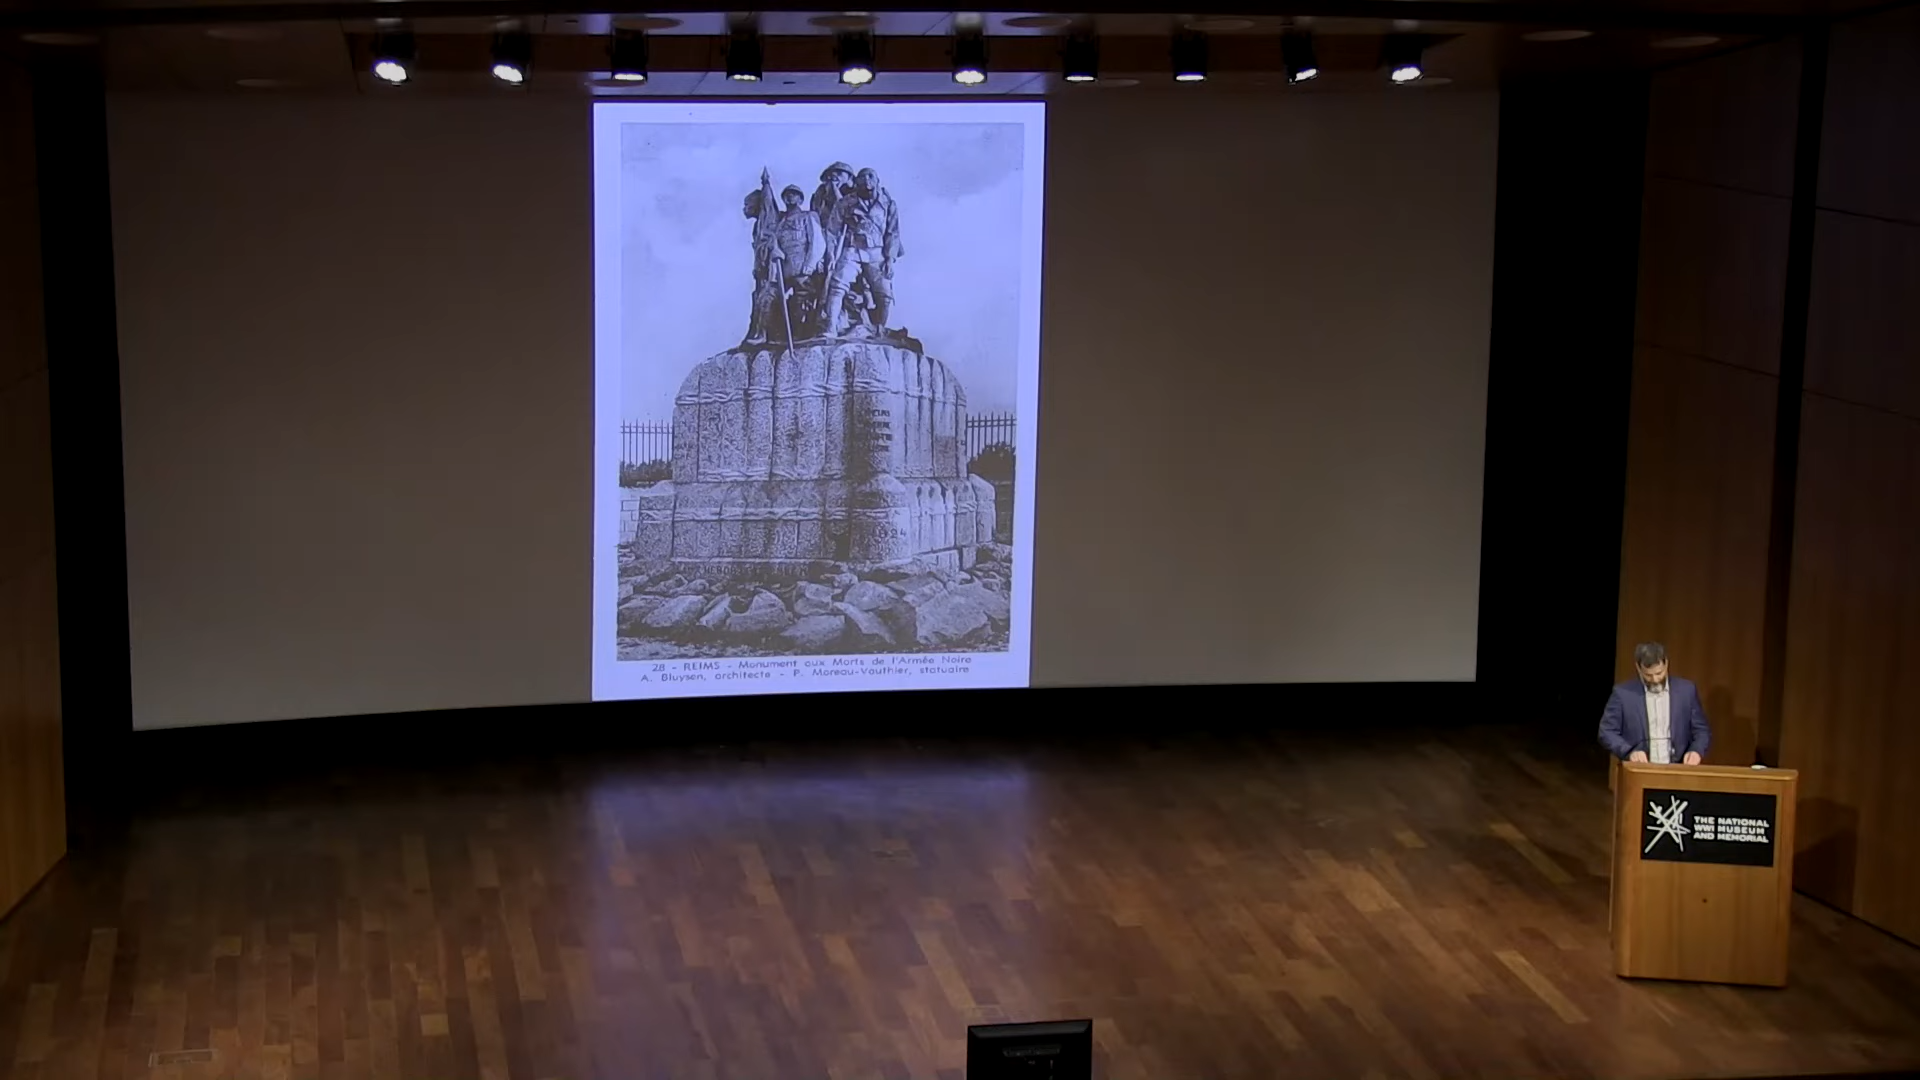 1924
28 - REIMS - Monument aux Morts de l'Armée Noire
A. Bluysen, architecte - P. Moreau-Vauthier, statuaire
THE NATIONAL
WWI MUSEUM
AND MEMORIAL